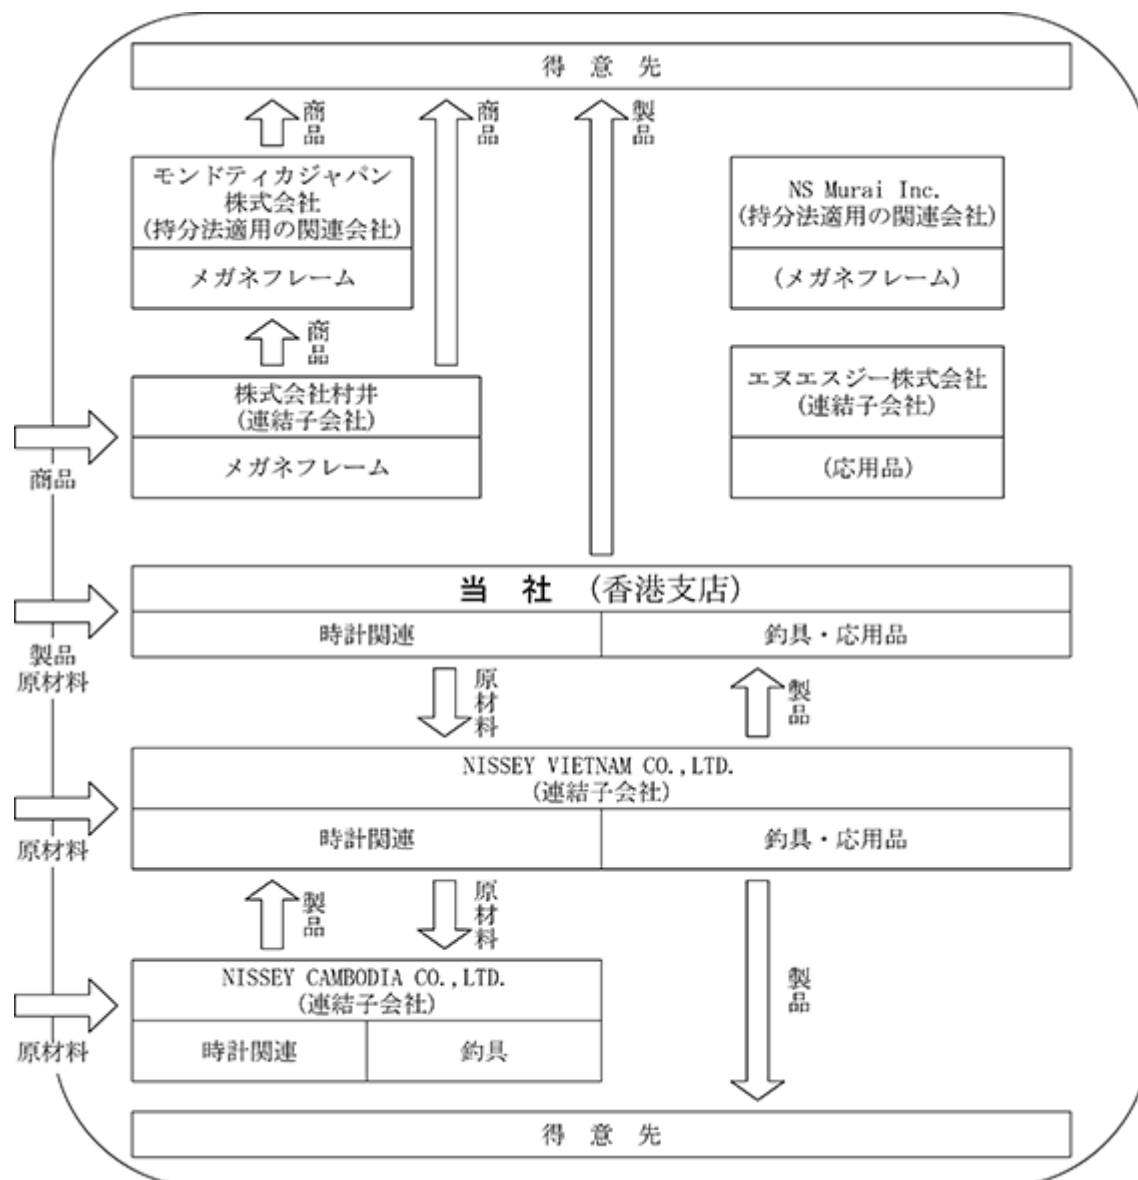 得意先
商品
商品
製品
モンドティカジャパン
株式会社
(持分法適用の関連会社)
メガネフレーム
NS Murai Inc.
(持分法適用の関連会社)
(メガネフレーム)
商品
株式会社村井
(連結子会社)
メガネフレーム
エヌエスジー株式会社
(連結子会社)
(応用品)
商品
当社 (香港支店)
時計関連
釣具・応用品
製品
原材料
原材料
製品
NISSEY VIETNAM CO.,LTD.
(連結子会社)
時計関連
釣具・応用品
原材料
製品
原材料
NISSEY CAMBODIA CO.,LTD.
(連結子会社)
時計関連
釣具
原材料
製品
得意先